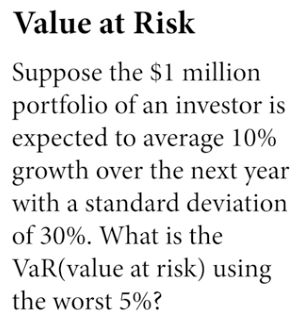 Value at Risk
Suppose the $1 million
portfolio of an investor is
expected to average 10%
growth over the next year
with a standard deviation
of 30%. What is the
VaR(value at risk) using
the worst 5%?